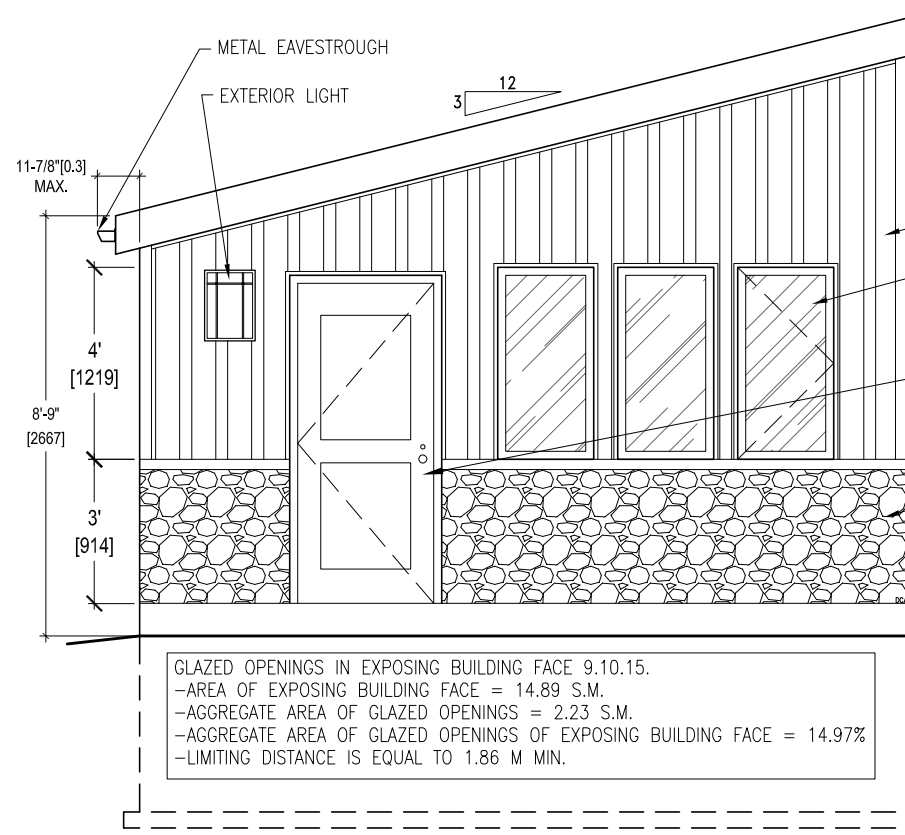 METAL EAVESTROUGH
EXTERIOR LIGHT
12
3
11-7/8"[0.3]
MAX.
4'
[1219]
8'-9"
[2667]
3'
[914]
GLAZED OPENINGS IN EXPOSING BUILDING FACE 9.10.15.
-AREA OF EXPOSING BUILDING FACE = 14.89 S.M.
-AGGREGATE AREA OF GLAZED OPENINGS = 2.23 S.M.
-AGGREGATE AREA OF GLAZED OPENINGS OF EXPOSING BUILDING FACE = 14.97%
-LIMITING DISTANCE IS EQUAL TO 1.86 M MIN.